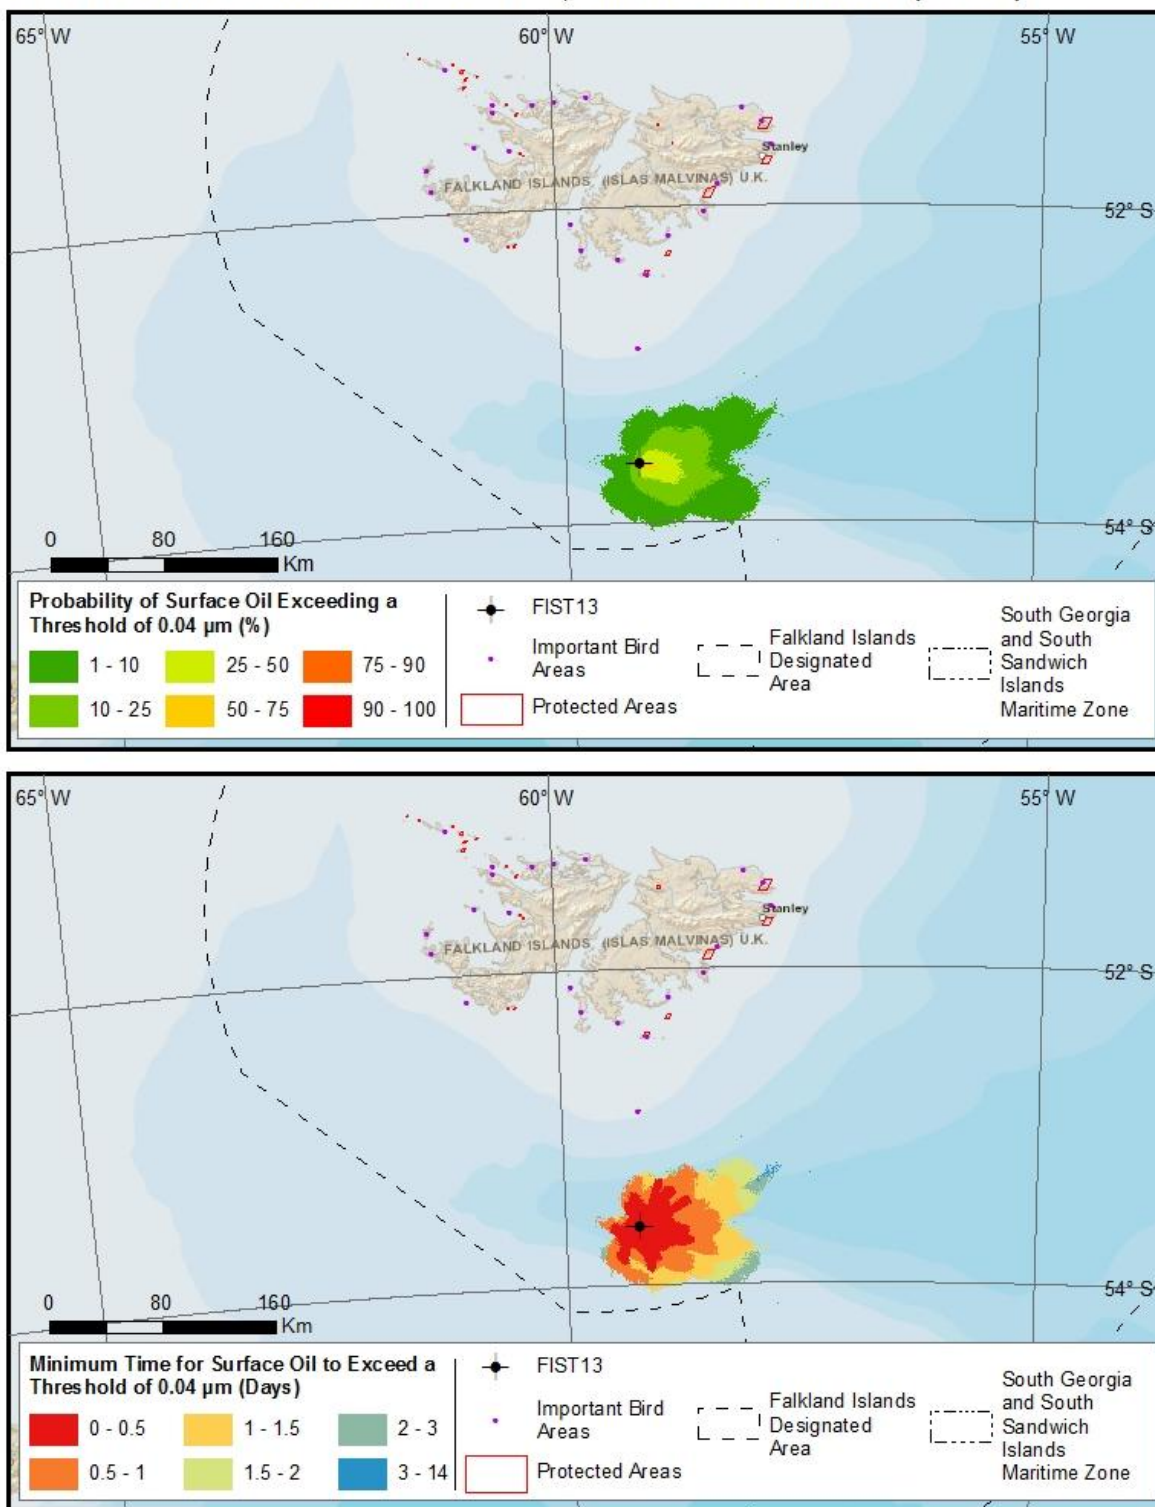 65° W
60° W
55° W
Stanley
FALKLAND ISLANDS (ISLAS MALVINAS) U.K.
52° S
54° S
0 80 160
Km
Probability of Surface Oil Exceeding a
Threshold of 0.04 µm (%)
1 - 10
25 - 50
75 - 90
10 - 25
50 - 75
90 - 100
FIST13
Important Bird
Areas
Protected Areas
Falkland Islands
Designated
Area
South Georgia
and South
Sandwich
Islands
Maritime Zone
65° W
60° W
55° W
Stanley
FALKLAND ISLANDS (ISLAS MALVINAS) U.K.
52° S
54° S
0 80 160
Km
Minimum Time for Surface Oil to Exceed a
Threshold of 0.04 µm (Days)
0 - 0.5
1 - 1.5
2 - 3
0.5 - 1
1.5 - 2
3 - 14
FIST13
Important Bird
Areas
Protected Areas
Falkland Islands
Designated
Area
South Georgia
and South
Sandwich
Islands
Maritime Zone